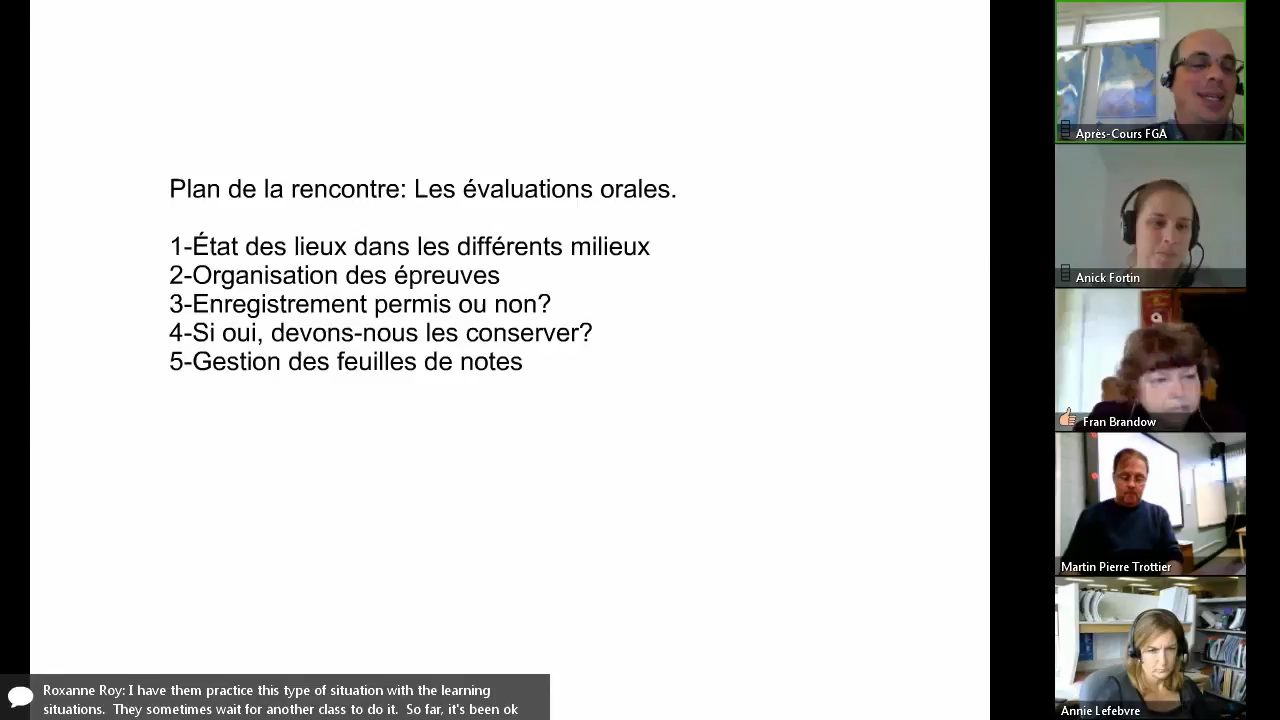 Plan de la rencontre: Les évaluations orales.
1-État des lieux dans les différents milieux
2-Organisation des épreuves
3-Enregistrement permis ou non?
4-Si oui, devons-nous les conserver?
5-Gestion des feuilles de notes
Roxanne Roy: I have them practice this type of situation with the learning
situations. They sometimes wait for another class to do it. So far, it's been ok
Après-Cours FGA
Anick Fortin
Fran Brandow
Martin Pierre Trottier
Annie Lefebvre